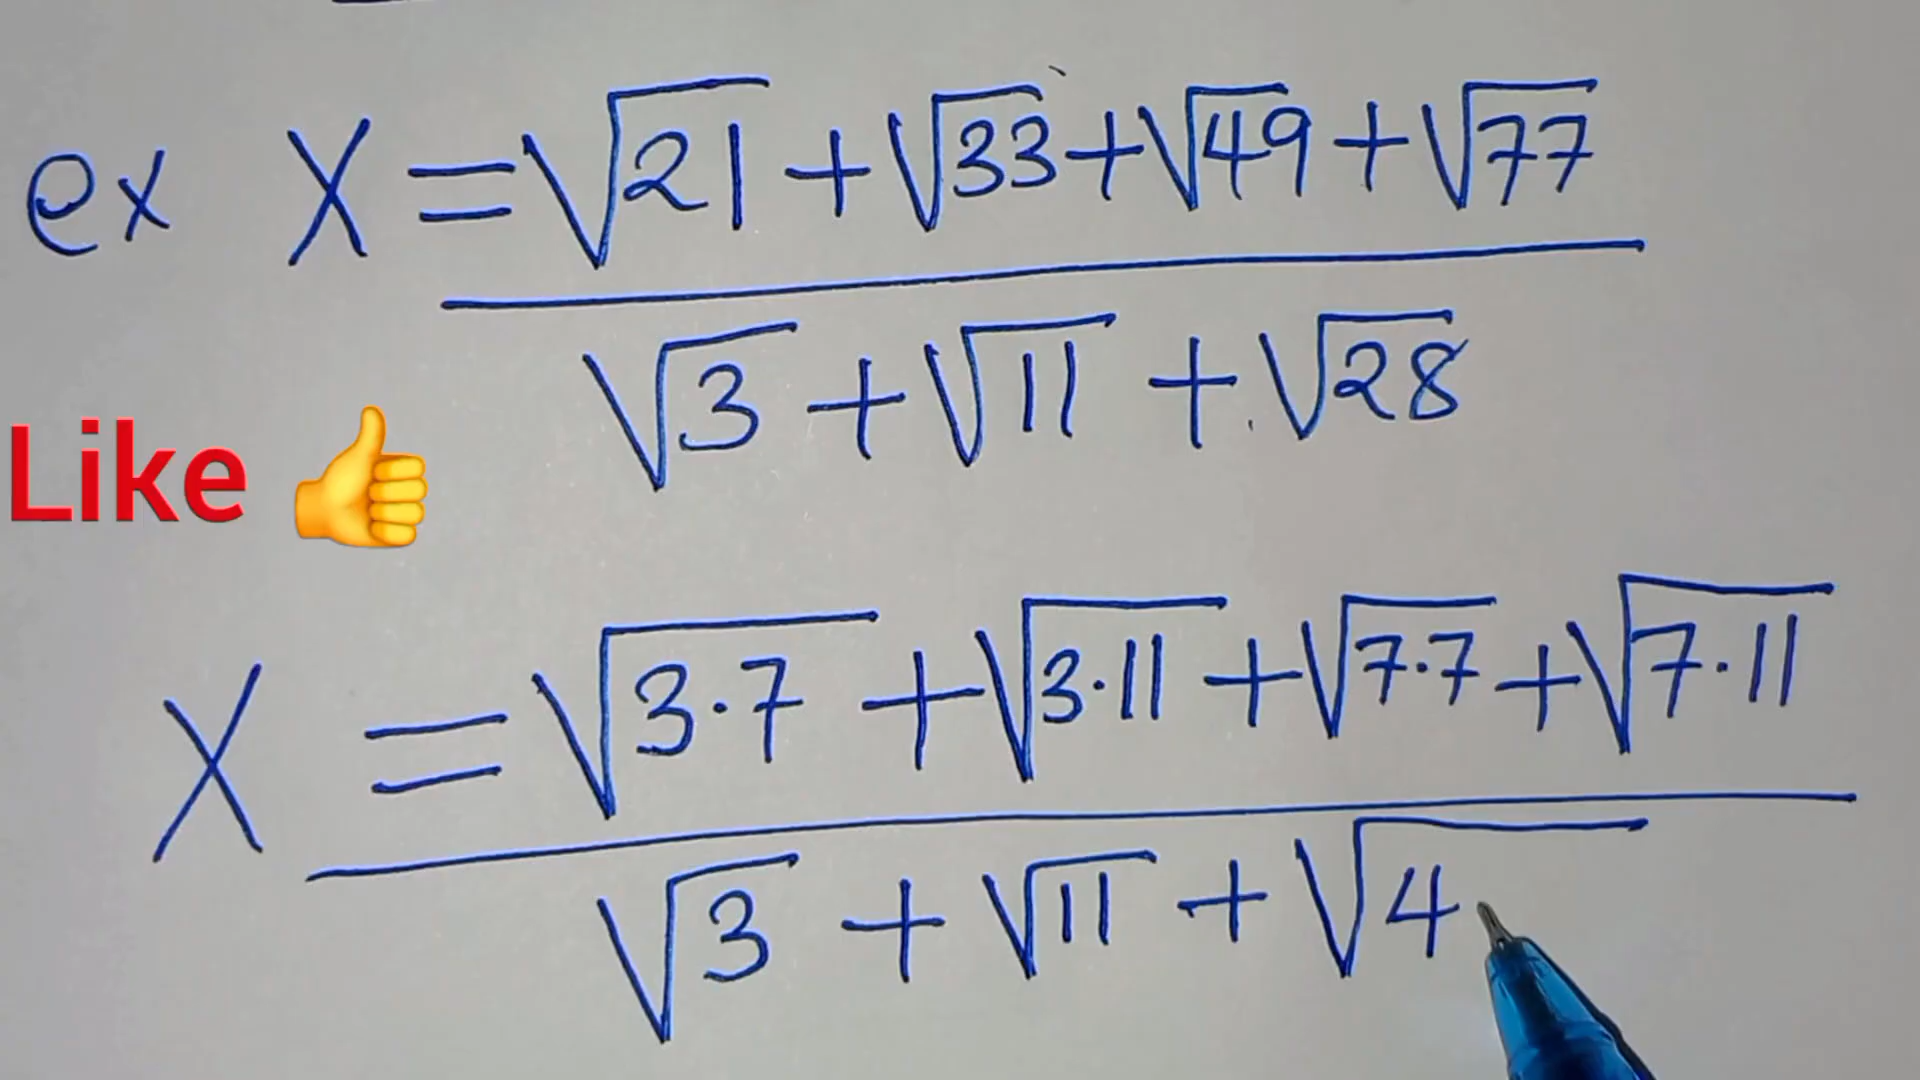 ex X = √21 + √33 + √49 + √77
√3 + √11 + √28
Like 👍
X = √3·7 + √3·11 + √7·7 + √7·11
√3 + √11 + √4